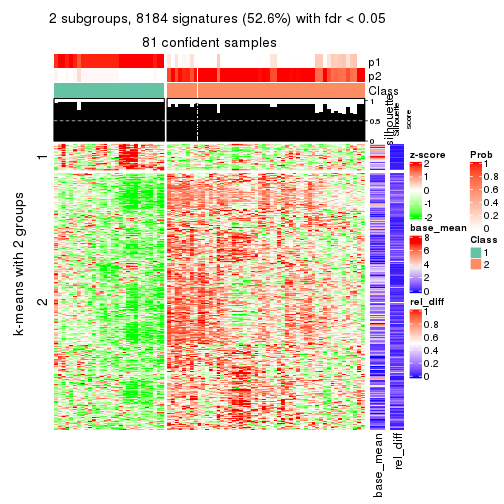 2 subgroups, 8184 signatures (52.6%) with fdr < 0.05
81 confident samples
p1
p2
Class
silhouette
Silhouette
score
1
0.5
0
k-means with 2 groups
1
2
base_mean
rel_diff
z-score
2
1
0
-1
-2
base_mean
8
6
4
2
0
rel_diff
1
0.8
0.6
0.4
0.2
0
Prob
1
0.8
0.6
0.4
0.2
0
Class
1
2